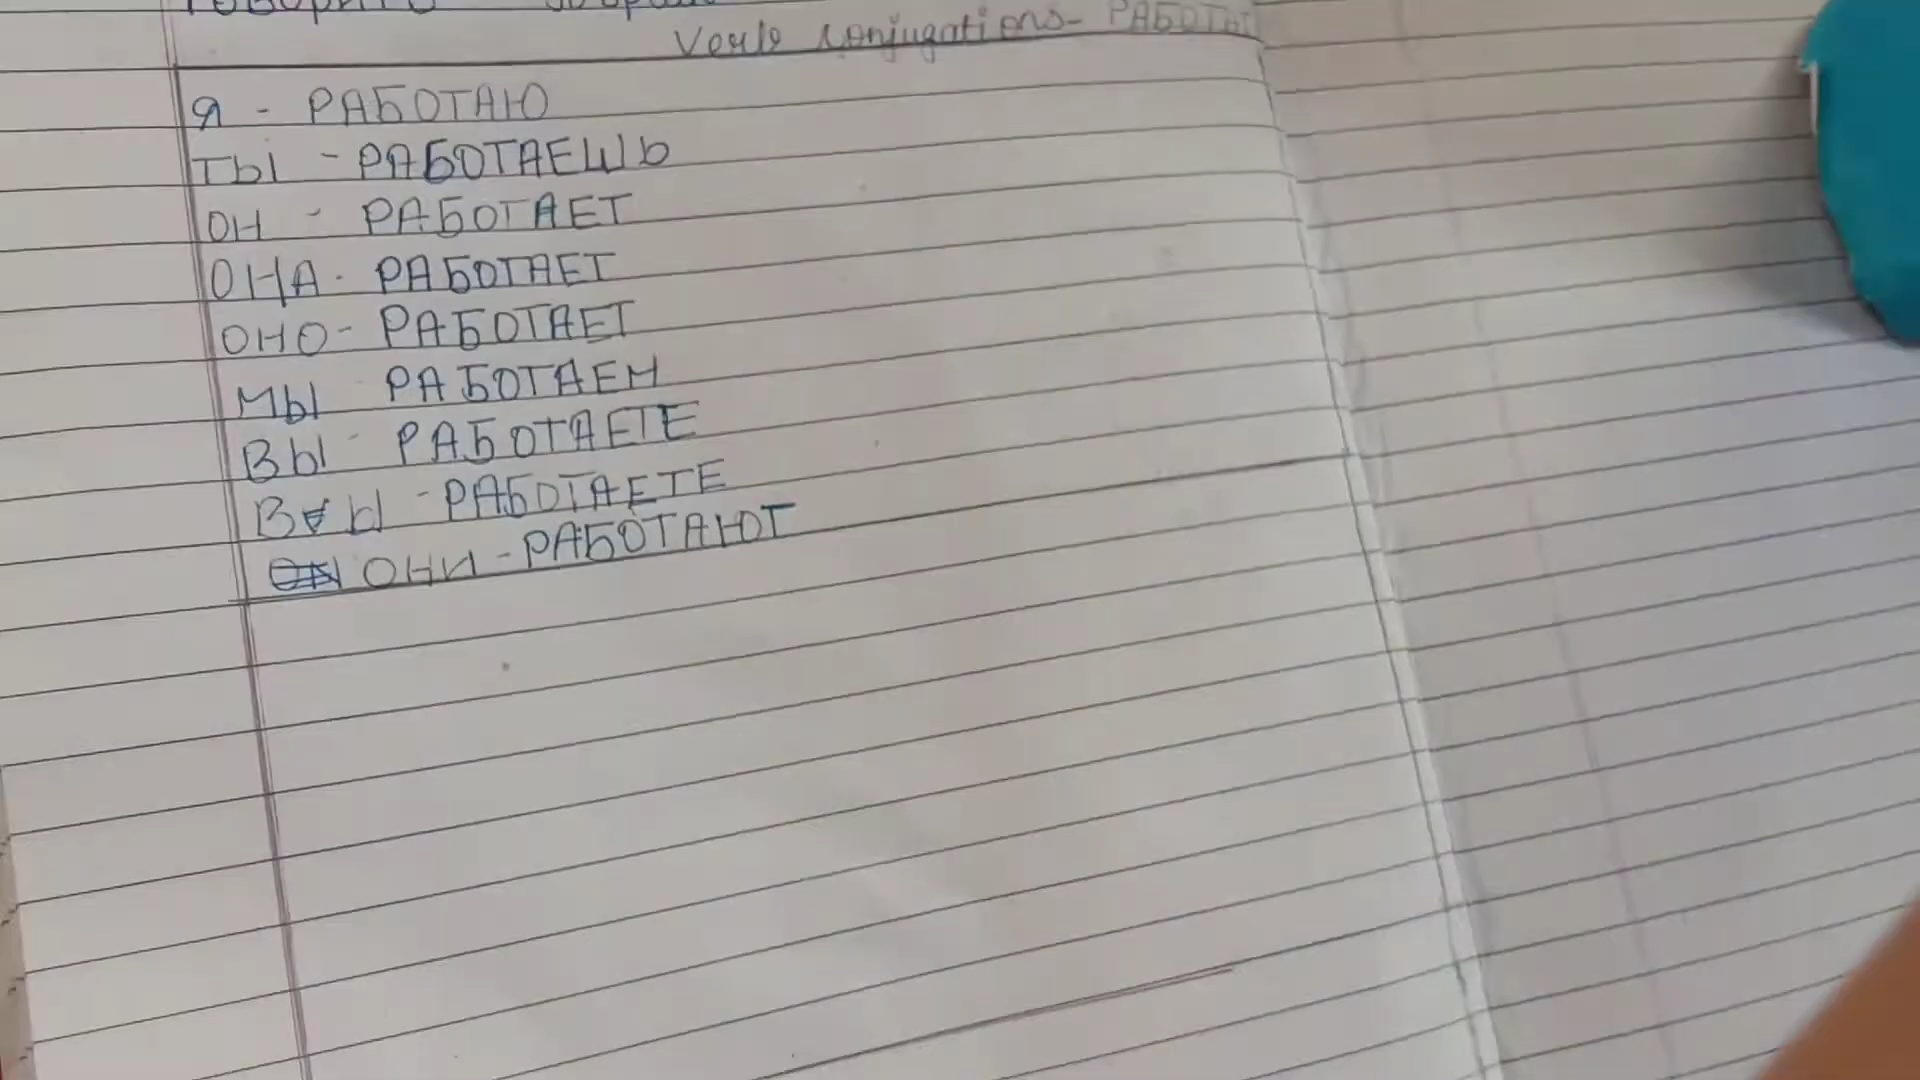 Verb conjugations- РАБОТАТ
Я - РАБОТАЮ
ТЫ - РАБОТАЕШЬ
ОН - РАБОТАЕТ
ОНА - РАБОТАЕТ
ОНО - РАБОТАЕТ
МЫ РАБОТАЕМ
ВЫ - РАБОТАЕТЕ
ВЫ - РАБОТАЕТЕ
ОНИ - РАБОТАЮТ